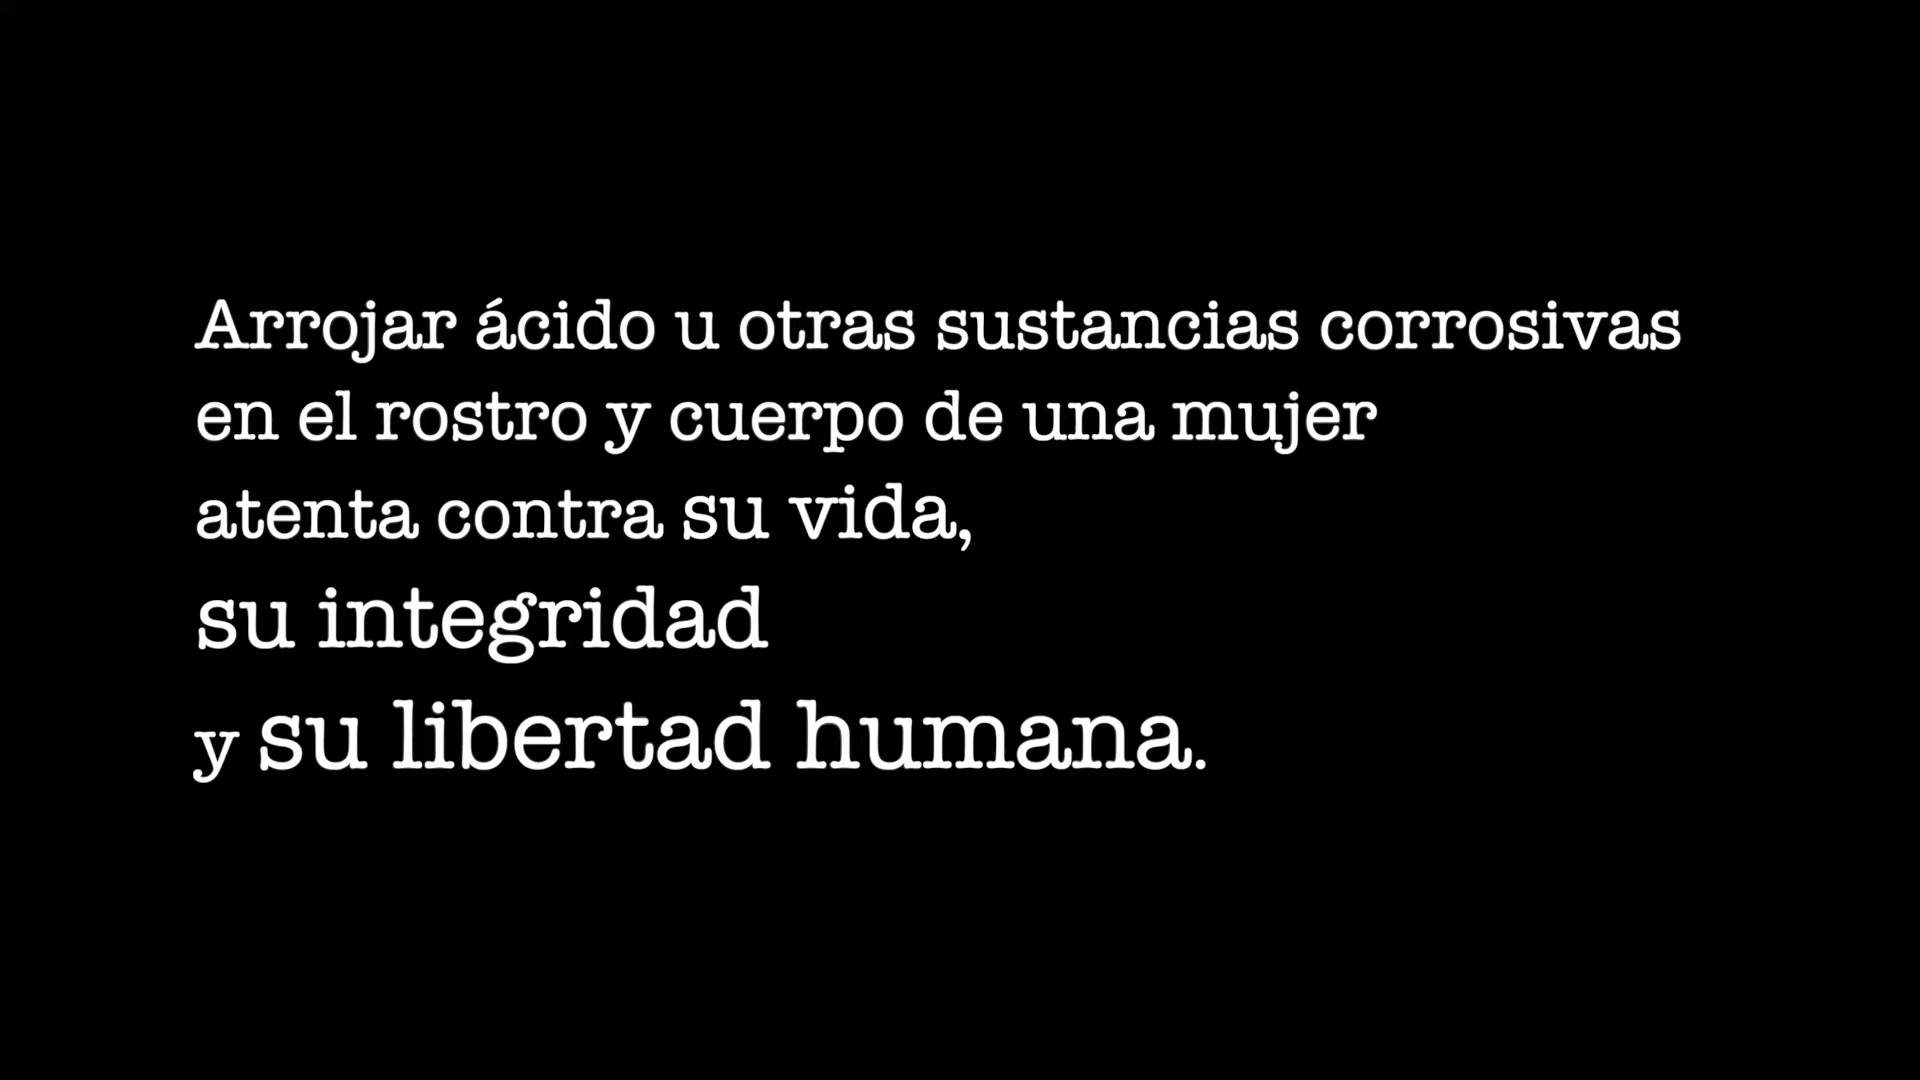 Arrojar ácido u otras sustancias corrosivas
en el rostro y cuerpo de una mujer
atenta contra su vida,
su integridad
y su libertad humana.